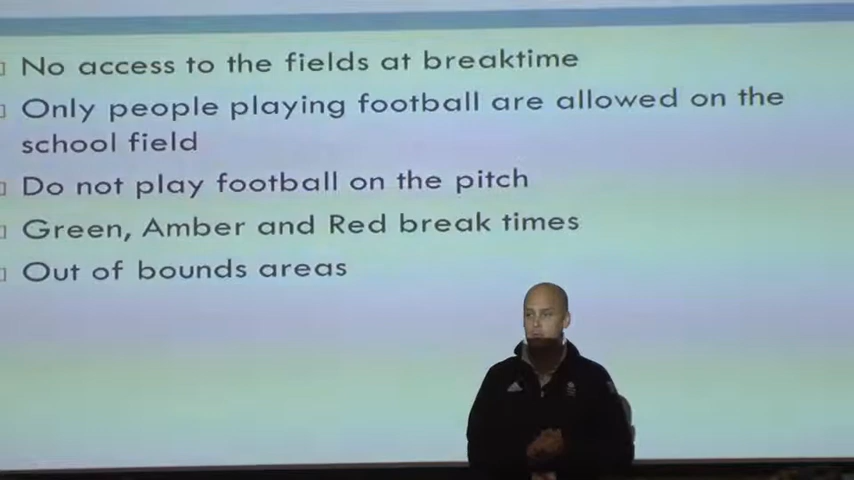 No access to the fields at breaktime
Only people playing football are allowed on the
school field
Do not play football on the pitch
Green, Amber and Red break times
Out of bounds areas